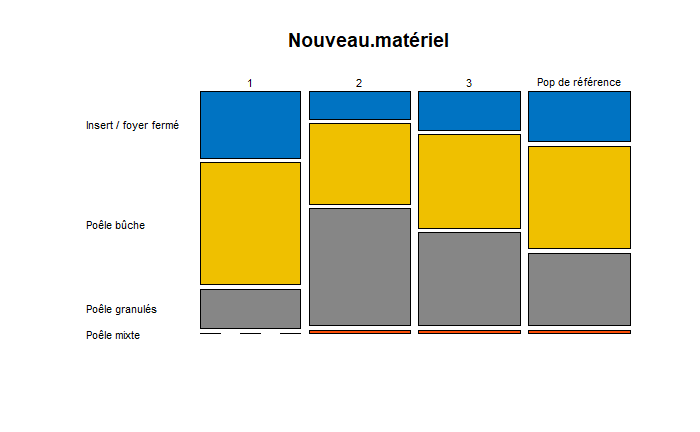 Nouveau.matériel
1 2 3 Pop de référence
Insert / foyer fermé
Poêle bûche
Poêle granulés
Poêle mixte